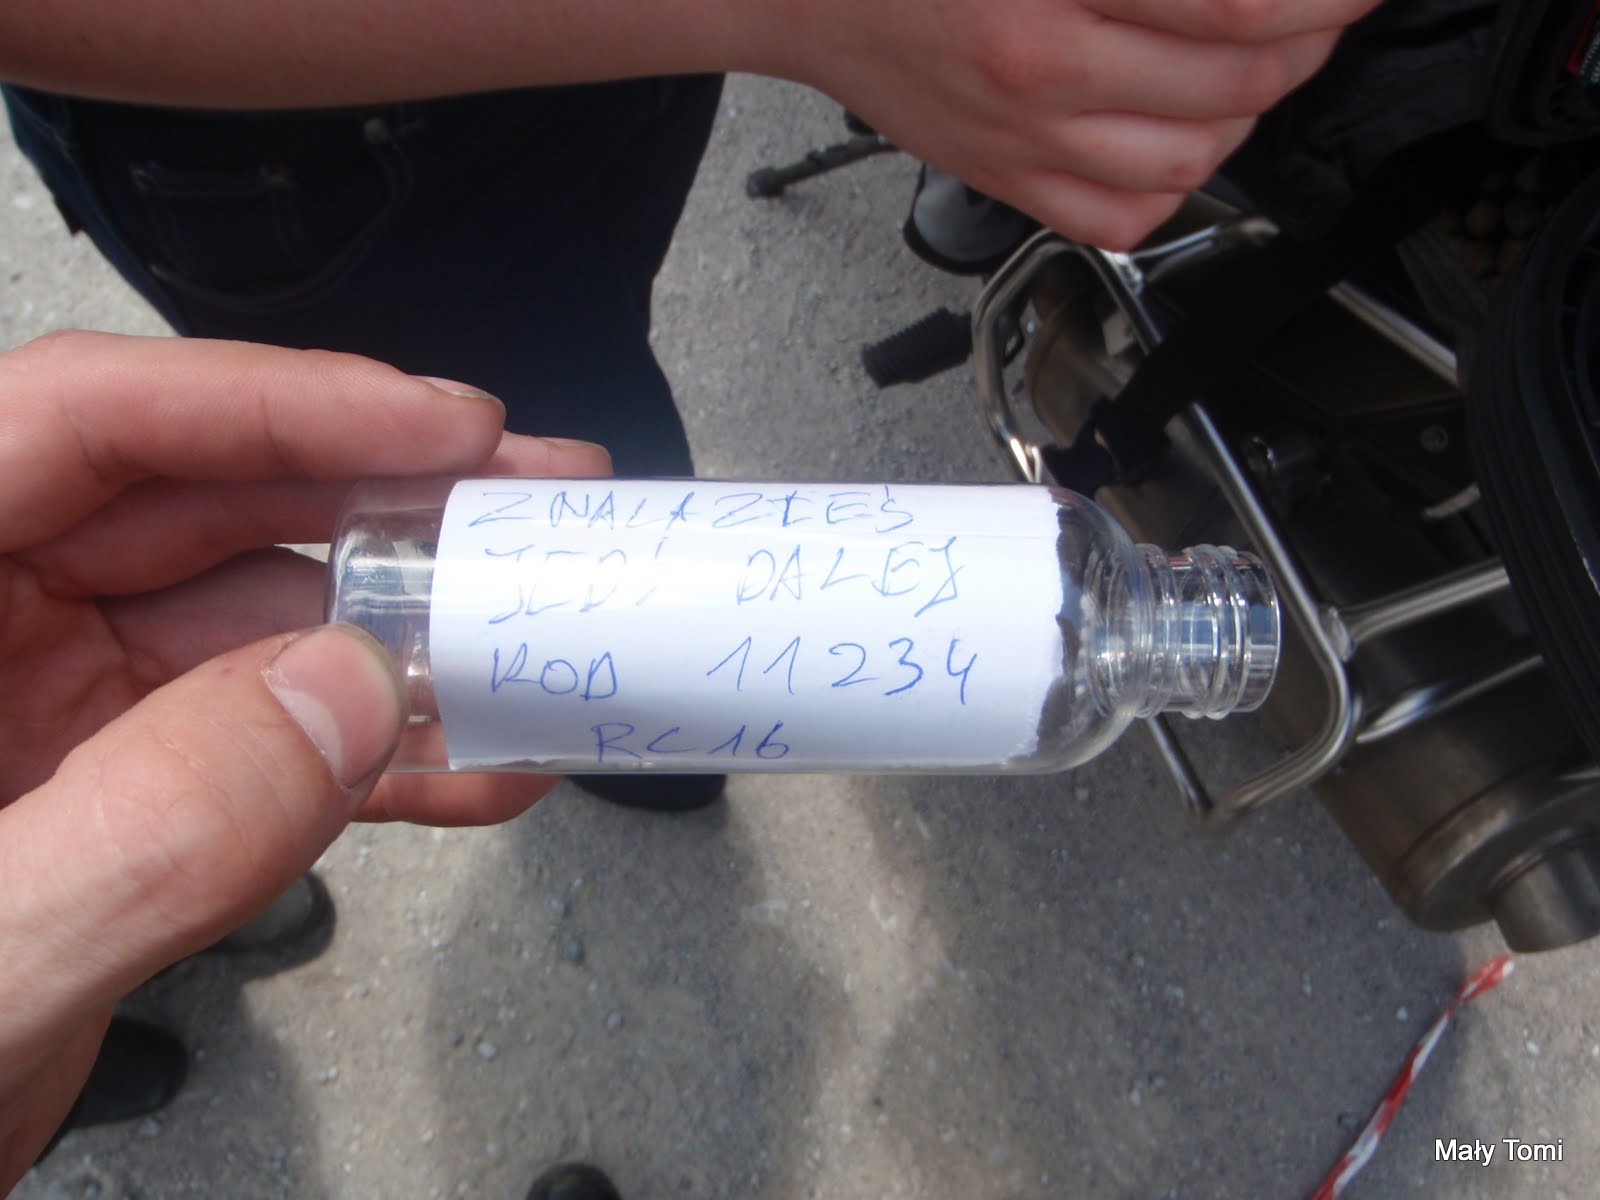 ZNALAZŁEŚ
JEDŹ DALEJ
KOD 11234
RC16
Mały Tomi